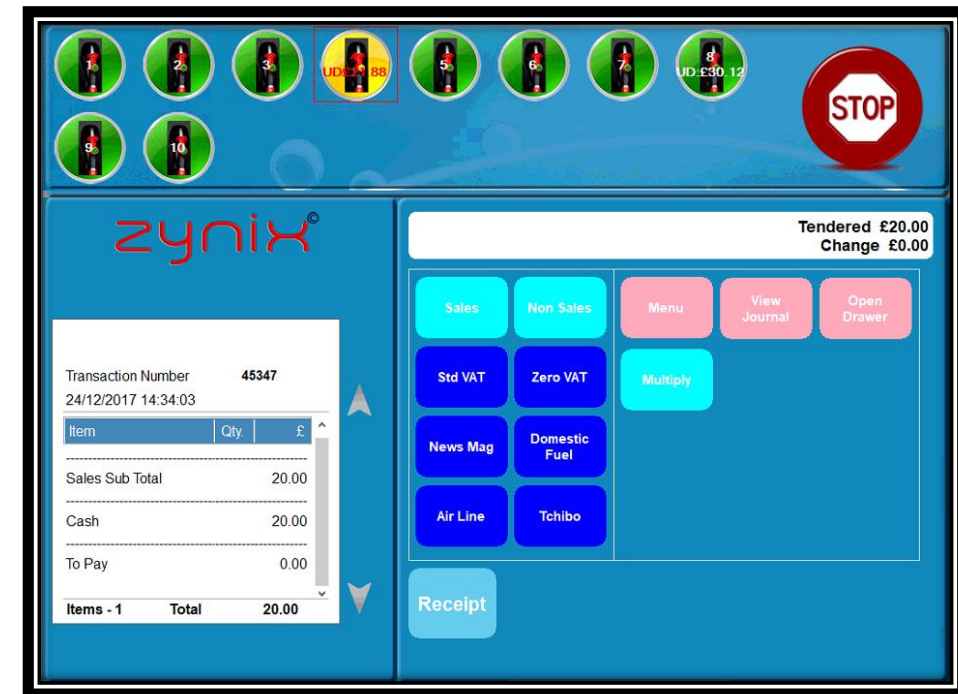 1 2 3 5 6 7 8
UD:£30.12
STOP
9 10
zynix©
Tendered £20.00
Change £0.00
Sales Non Sales Menu View Journal Open Drawer
Std VAT Zero VAT Multiply
News Mag Domestic Fuel
Air Line Tchibo
Receipt
Transaction Number 45347
24/12/2017 14:34:03
Item Qty. £
Sales Sub Total 20.00
Cash 20.00
To Pay 0.00
Items - 1 Total 20.00